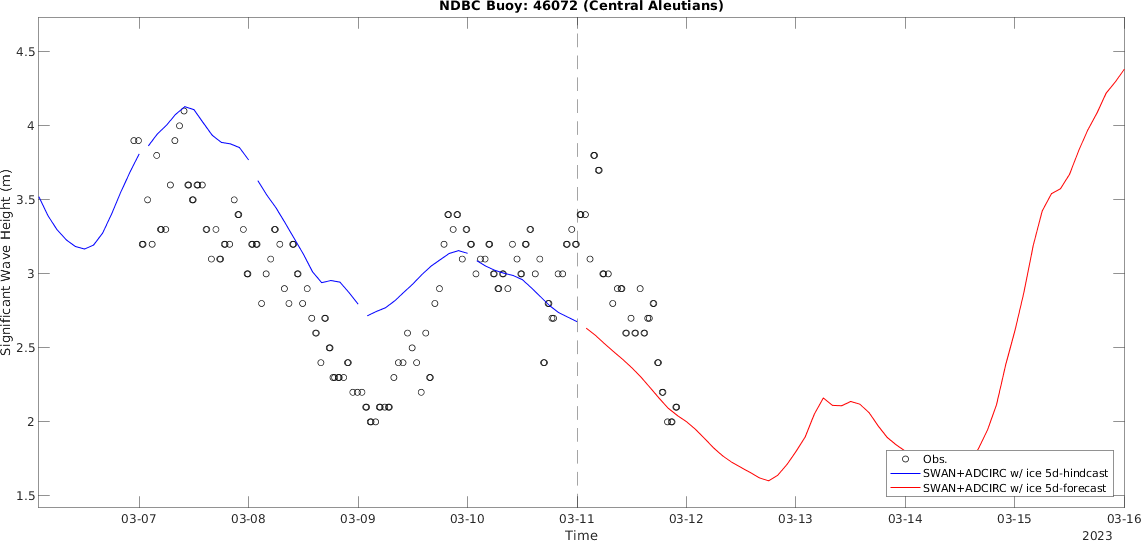 NDBC Buoy: 46072 (Central Aleutians)
4.5
4
3.5
3
2.5
2
1.5
Significant Wave Height (m)
Obs.
SWAN+ADCIRC w/ ice 5d-hindcast
SWAN+ADCIRC w/ ice 5d-forecast
03-07 03-08 03-09 03-10 03-11 03-12 03-13 03-14 03-15 03-16
Time
2023